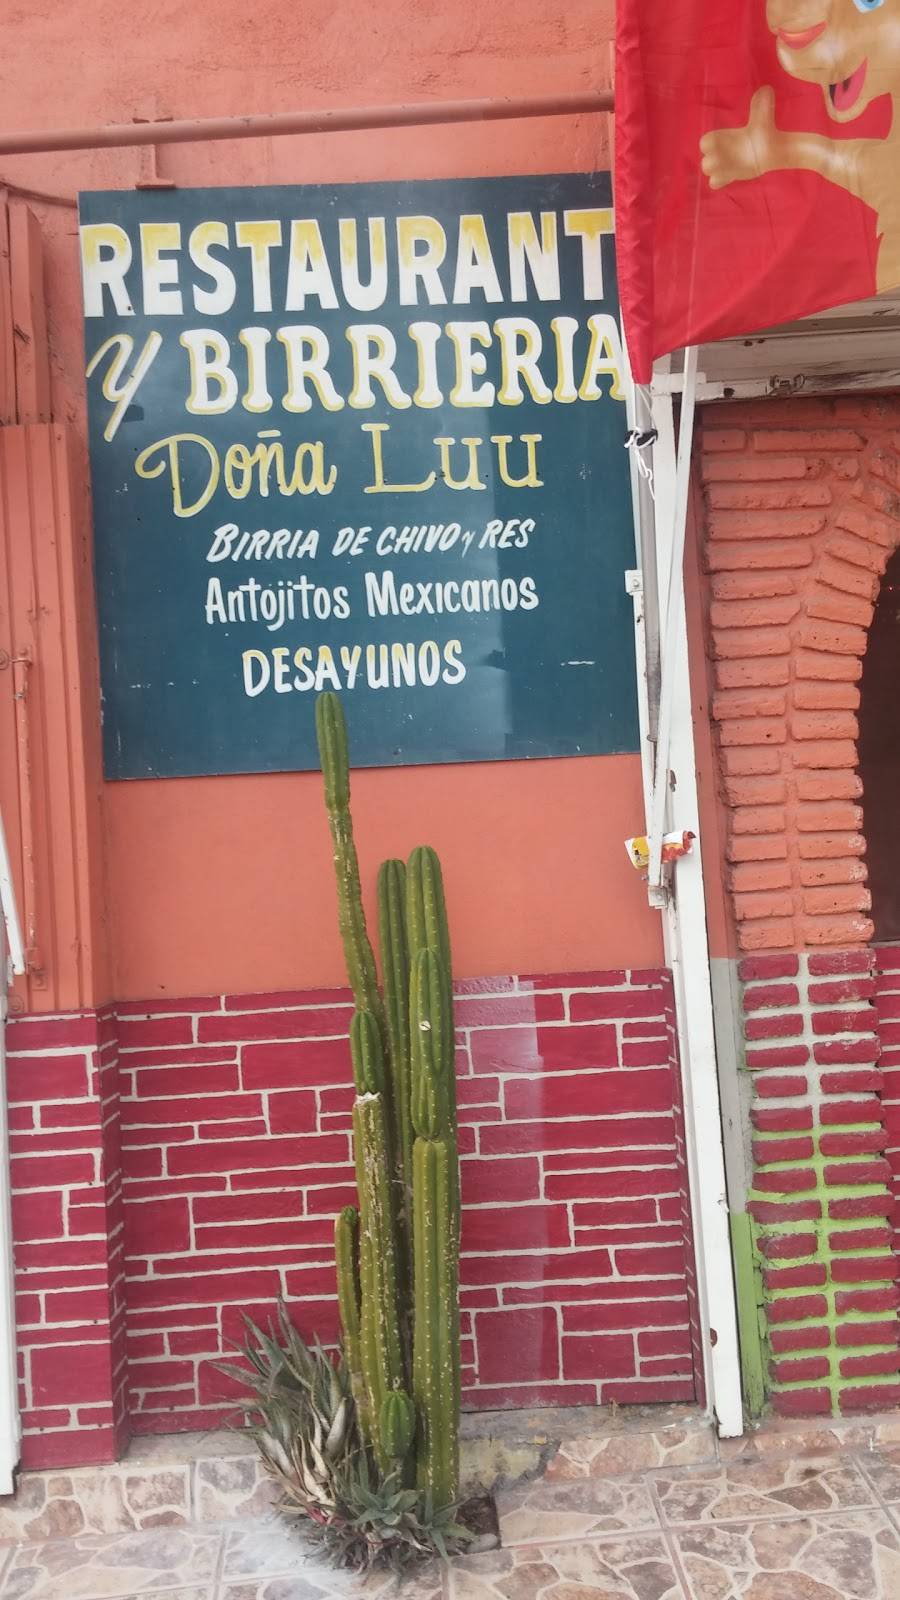 RESTAURANT
Y BIRRIERIA
Doña Luu
BIRRIA DE CHIVO y RES
Antojitos Mexicanos
DESAYUNOS